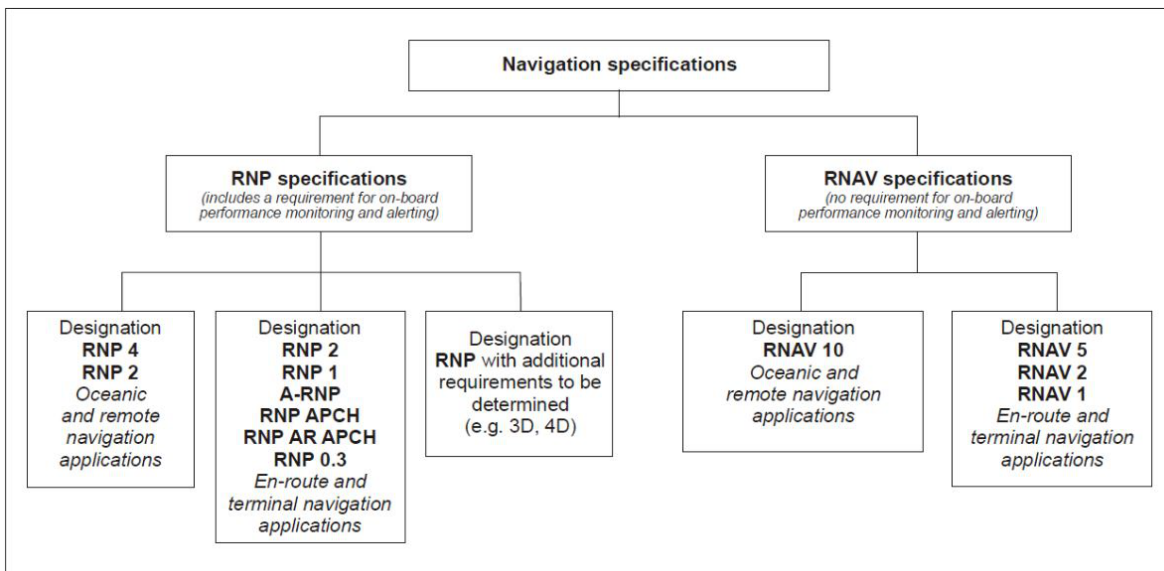 Navigation specifications
RNP specifications
(includes a requirement for on-board
performance monitoring and alerting)
RNAV specifications
(no requirement for on-board
performance monitoring and alerting)
Designation
RNP 4
RNP 2
Oceanic
and remote
navigation
applications
Designation
RNP 2
RNP 1
A-RNP
RNP APCH
RNP AR APCH
RNP 0.3
En-route and
terminal navigation
applications
Designation
RNP with additional
requirements to be
determined
(e.g. 3D, 4D)
Designation
RNAV 10
Oceanic and
remote navigation
applications
Designation
RNAV 5
RNAV 2
RNAV 1
En-route and
terminal navigation
applications